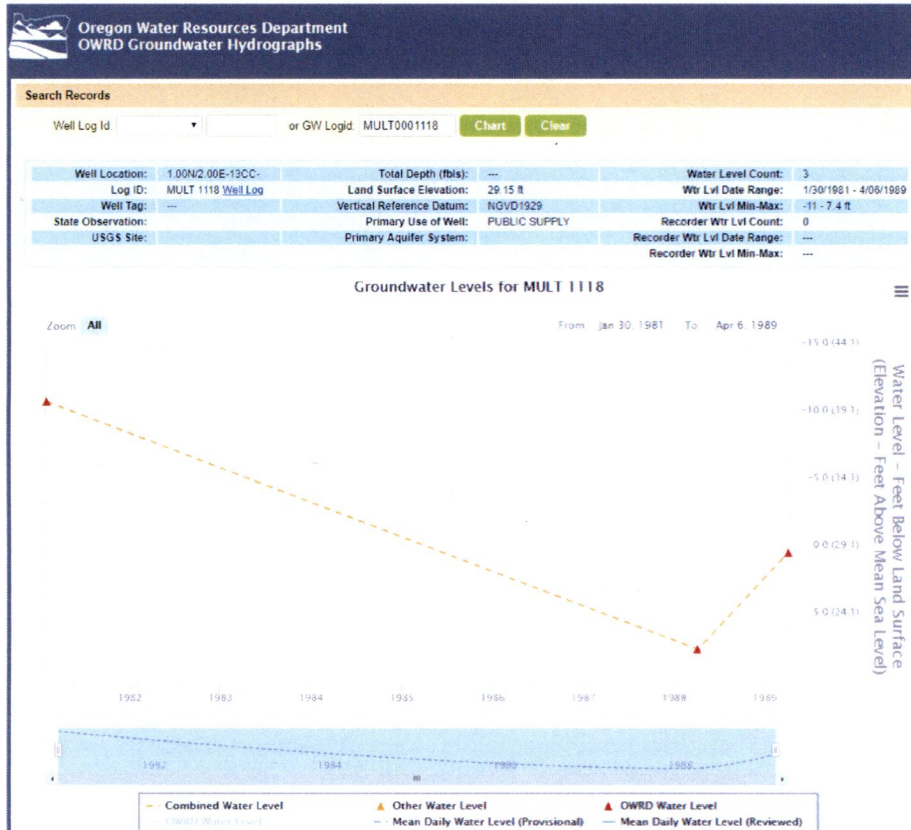 Oregon Water Resources Department
OWRD Groundwater Hydrographs
Search Records
Well Log Id: or GW Logid: MULT0001118 Chart Clear
Well Location: 1.00N/2.00E-13CC- Total Depth (fbls): --- Water Level Count: 3
Log ID: MULT 1118 Well Log Land Surface Elevation: 29.15 ft Wtr Lvl Date Range: 1/30/1981 - 4/06/1989
Well Tag: --- Vertical Reference Datum: NGVD1929 Wtr Lvl Min-Max: -11 - 7.4 ft
State Observation: Primary Use of Well: PUBLIC SUPPLY Recorder Wtr Lvl Count: 0
USGS Site: Primary Aquifer System: Recorder Wtr Lvl Date Range: ---
Recorder Wtr Lvl Min-Max: ---
Groundwater Levels for MULT 1118
Zoom All From Jan 30, 1981 To Apr 6, 1989
-15.0 (44.1)
-10.0 (39.1)
-5.0 (34.1)
0.0 (29.1)
5.0 (24.1)
Water Level - Feet Below Land Surface
(Elevation - Feet Above Mean Sea Level)
1982 1983 1984 1985 1986 1987 1988 1989
1982 1984 1986 1988
Combined Water Level Other Water Level OWRD Water Level
OWRD Water Level Mean Daily Water Level (Provisional) Mean Daily Water Level (Reviewed)